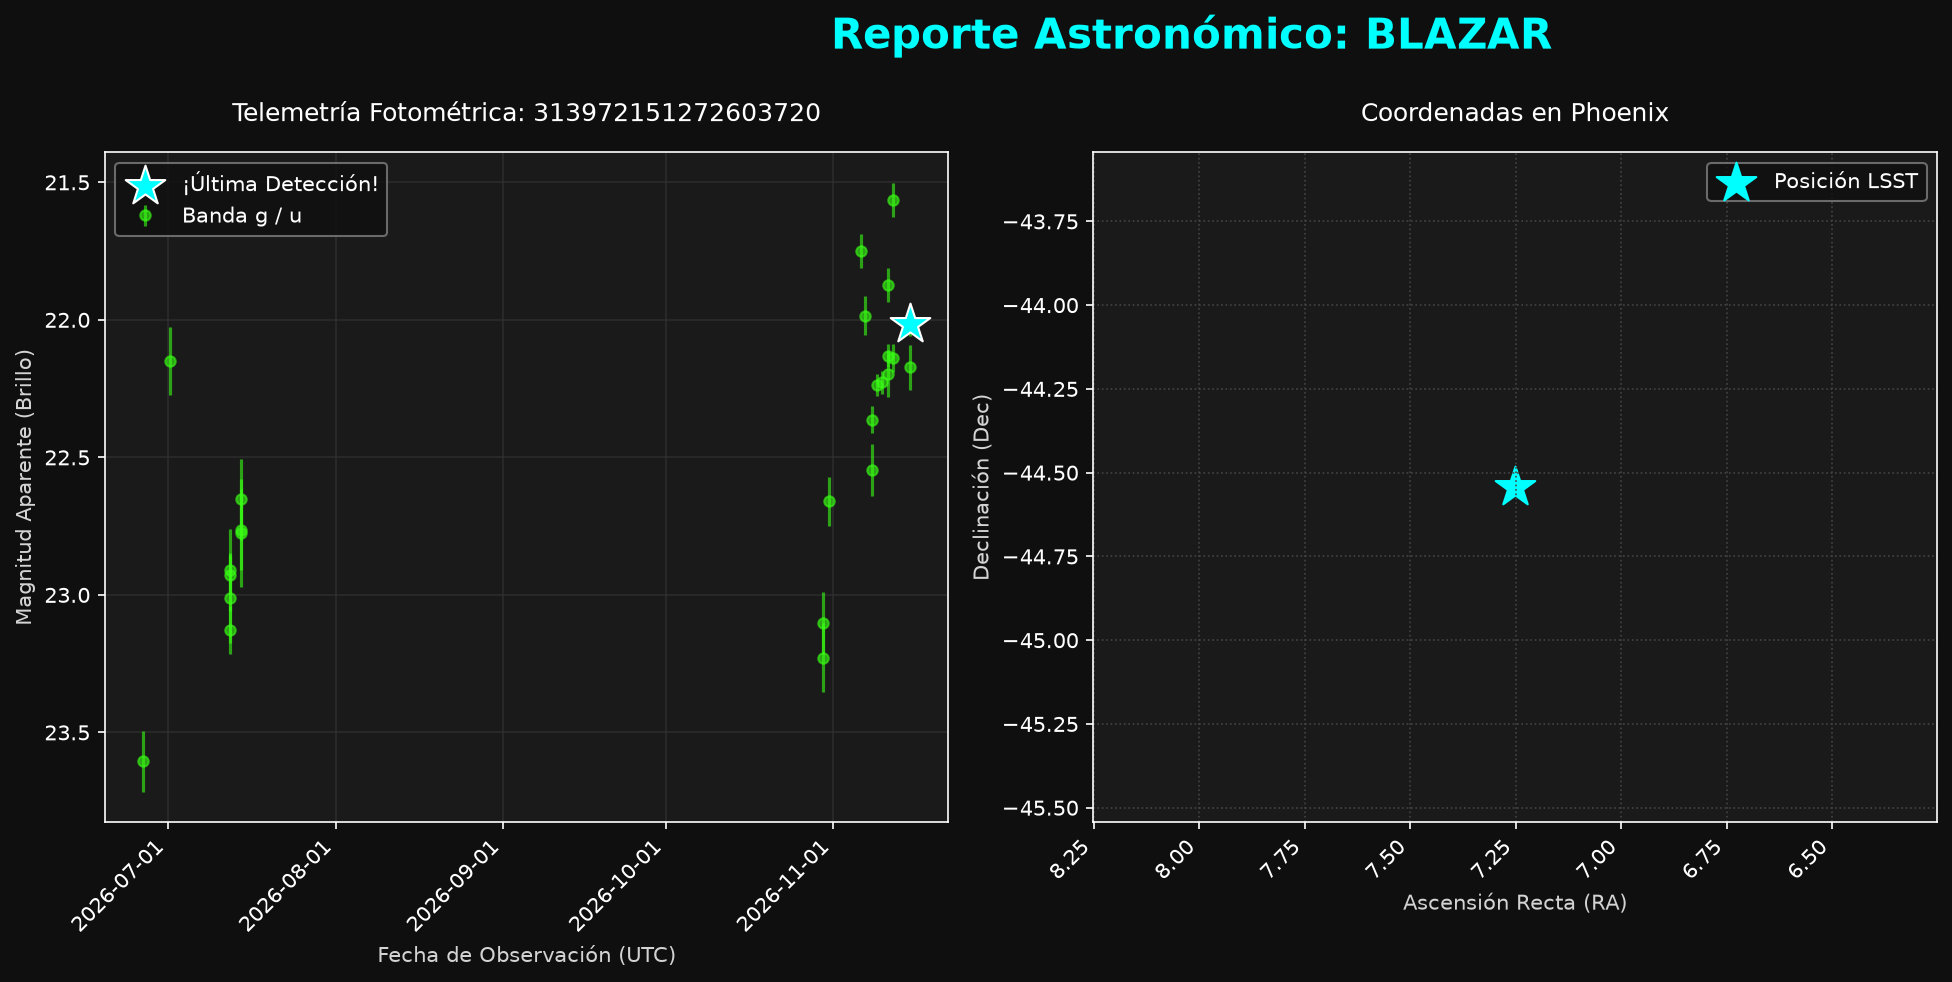 Reporte Astronómico: BLAZAR
Telemetría Fotométrica: 313972151272603720
¡Última Detección!
Banda g / u
21.5
22.0
22.5
23.0
23.5
Magnitud Aparente (Brillo)
2026-07-01
2026-08-01
2026-09-01
2026-10-01
2026-11-01
Fecha de Observación (UTC)
Coordenadas en Phoenix
Posición LSST
−43.75
−44.00
−44.25
−44.50
−44.75
−45.00
−45.25
−45.50
Declinación (Dec)
8.25
8.00
7.75
7.50
7.25
7.00
6.75
6.50
Ascensión Recta (RA)